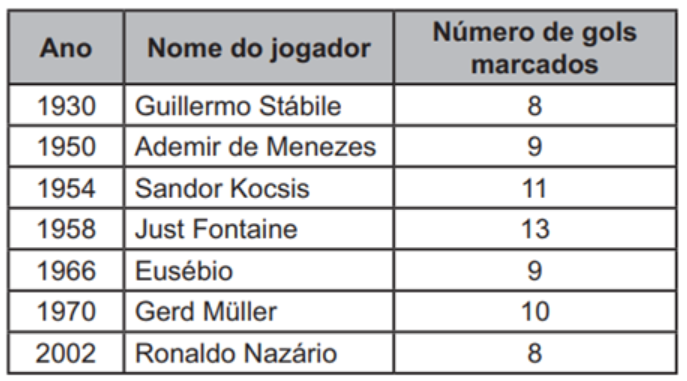 Ano Nome do jogador Número de gols marcados
1930 Guillermo Stábile 8
1950 Ademir de Menezes 9
1954 Sandor Kocsis 11
1958 Just Fontaine 13
1966 Eusébio 9
1970 Gerd Müller 10
2002 Ronaldo Nazário 8